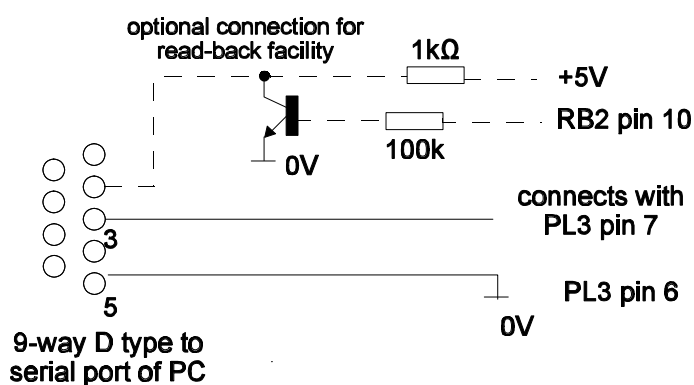 optional connection for
read-back facility
1kΩ
+5V
RB2 pin 10
100k
0V
connects with
PL3 pin 7
3
5
PL3 pin 6
0V
9-way D type to
serial port of PC